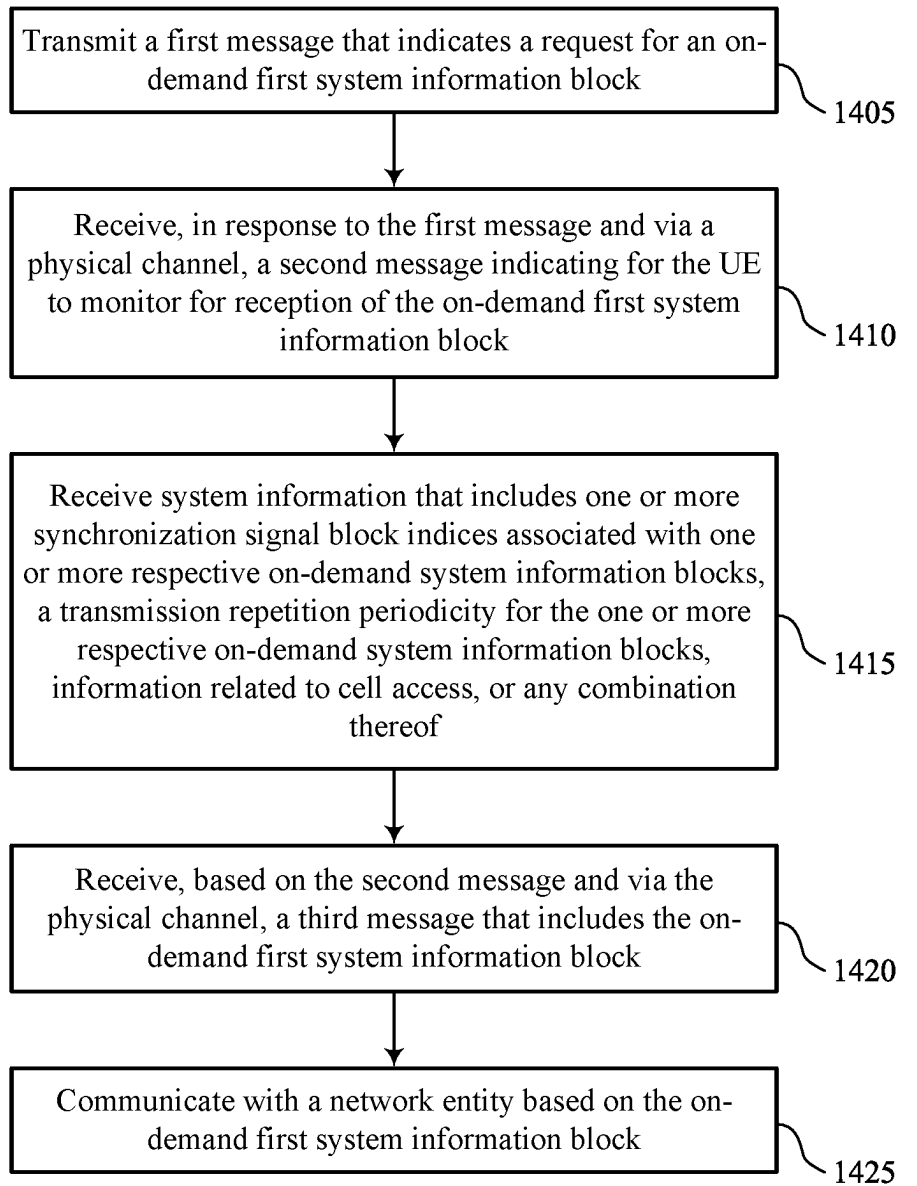 Transmit a first message that indicates a request for an on-
demand first system information block
1405
Receive, in response to the first message and via a
physical channel, a second message indicating for the UE
to monitor for reception of the on-demand first system
information block
1410
Receive system information that includes one or more
synchronization signal block indices associated with one
or more respective on-demand system information blocks,
a transmission repetition periodicity for the one or more
respective on-demand system information blocks,
information related to cell access, or any combination
thereof
1415
Receive, based on the second message and via the
physical channel, a third message that includes the on-
demand first system information block
1420
Communicate with a network entity based on the on-
demand first system information block
1425